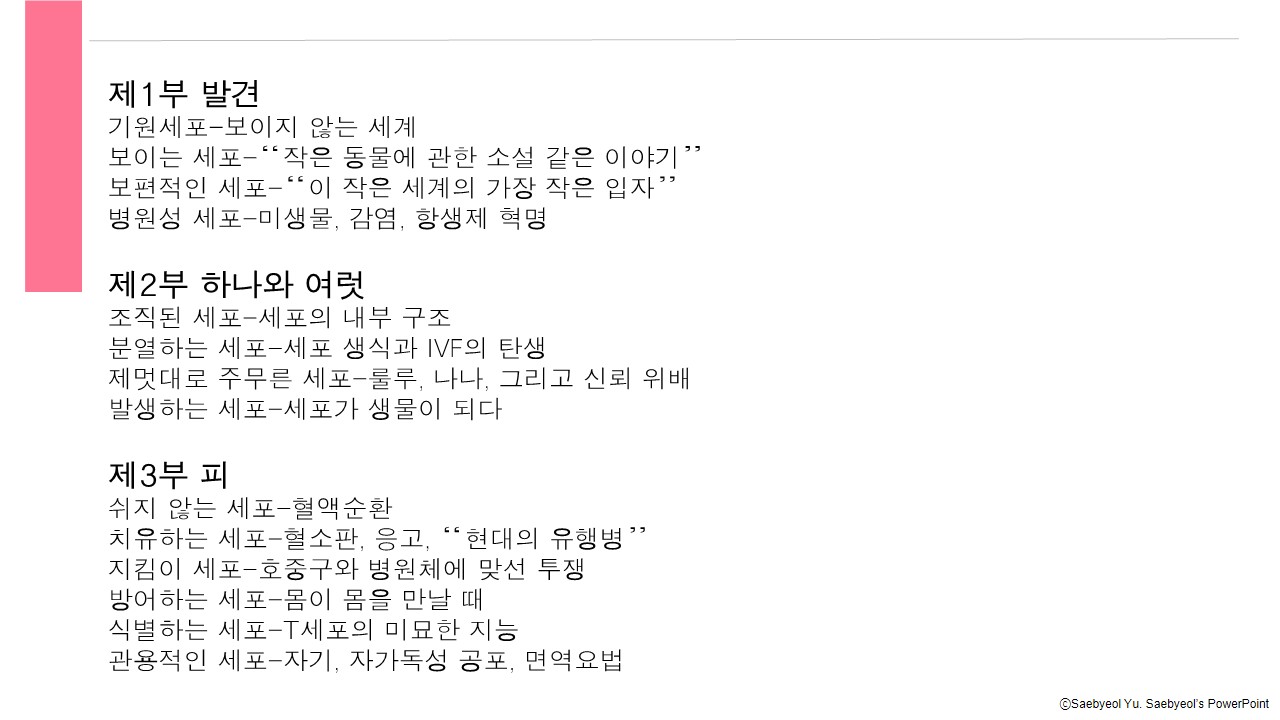 제1부 발견
기원세포-보이지 않는 세계
보이는 세포-“작은 동물에 관한 소설 같은 이야기”
보편적인 세포-“이 작은 세계의 가장 작은 입자”
병원성 세포-미생물, 감염, 항생제 혁명
제2부 하나와 여럿
조직된 세포-세포의 내부 구조
분열하는 세포-세포 생식과 IVF의 탄생
제멋대로 주무른 세포-룰루, 나나, 그리고 신뢰 위배
발생하는 세포-세포가 생물이 되다
제3부 피
쉬지 않는 세포-혈액순환
치유하는 세포-혈소판, 응고, “현대의 유행병”
지킴이 세포-호중구와 병원체에 맞선 투쟁
방어하는 세포-몸이 몸을 만날 때
식별하는 세포-T세포의 미묘한 지능
관용적인 세포-자기, 자가독성 공포, 면역요법
ⓒSaebyeol Yu. Saebyeol's PowerPoint